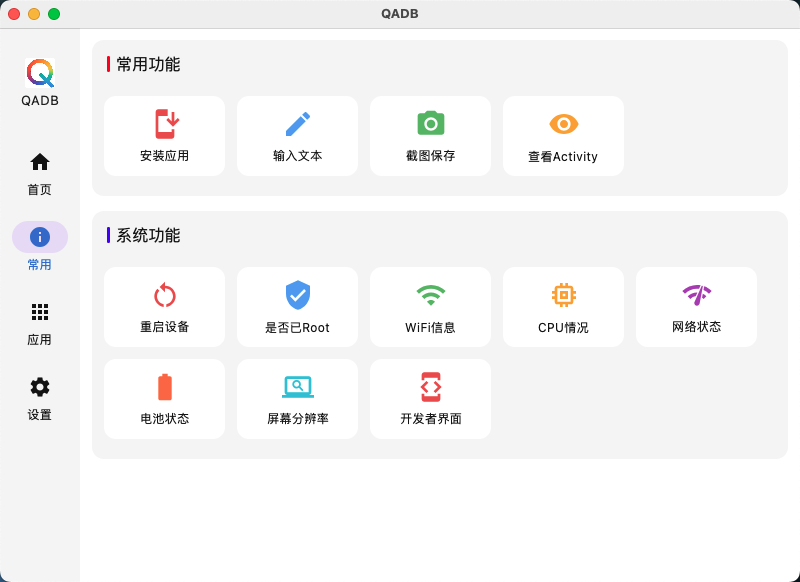 QADB
QADB
首页
常用
应用
设置
常用功能
安装应用
输入文本
截图保存
查看Activity
系统功能
重启设备
是否已Root
WiFi信息
CPU情况
网络状态
电池状态
屏幕分辨率
开发者界面